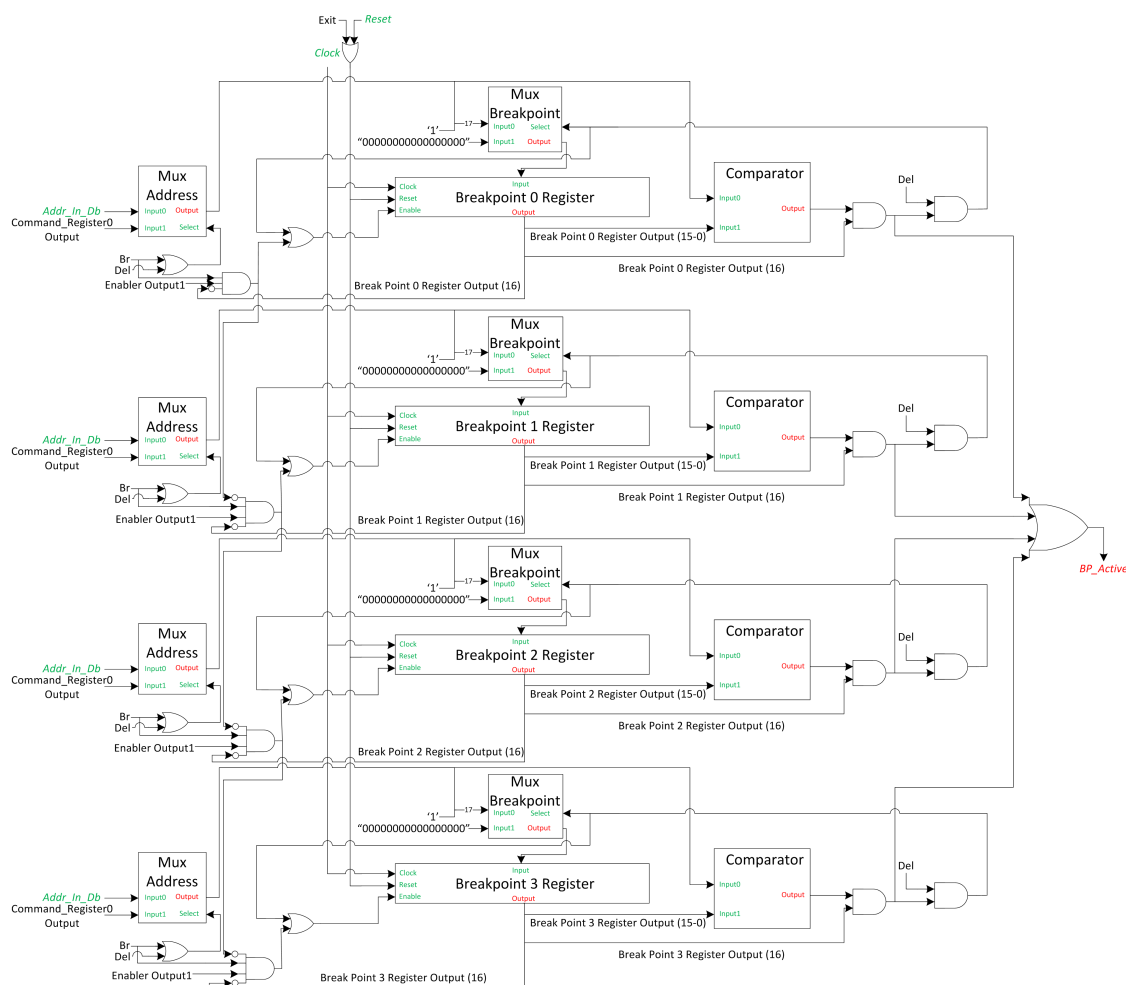 Exit
Reset
Clock
Mux
Breakpoint
Input0 Select
Input1 Output
17
'1'
"00000000000000000"
Mux
Address
Input0 Output
Input1 Select
Addr_In_Db
Command_Register0
Output
Br
Del
Enabler Output1
Clock
Reset
Enable
Input
Breakpoint 0 Register
Output
Comparator
Input0
Input1
Output
Del
Break Point 0 Register Output (15-0)
Break Point 0 Register Output (16)
Break Point 0 Register Output (16)
Mux
Breakpoint
Input0 Select
Input1 Output
17
'1'
"00000000000000000"
Mux
Address
Input0 Output
Input1 Select
Addr_In_Db
Command_Register0
Output
Br
Del
Enabler Output1
Clock
Reset
Enable
Input
Breakpoint 1 Register
Output
Comparator
Input0
Input1
Output
Del
Break Point 1 Register Output (15-0)
Break Point 1 Register Output (16)
Break Point 1 Register Output (16)
BP_Active
Mux
Breakpoint
Input0 Select
Input1 Output
17
'1'
"00000000000000000"
Mux
Address
Input0 Output
Input1 Select
Addr_In_Db
Command_Register0
Output
Br
Del
Enabler Output1
Clock
Reset
Enable
Input
Breakpoint 2 Register
Output
Comparator
Input0
Input1
Output
Del
Break Point 2 Register Output (15-0)
Break Point 2 Register Output (16)
Break Point 2 Register Output (16)
Mux
Breakpoint
Input0 Select
Input1 Output
17
'1'
"00000000000000000"
Mux
Address
Input0 Output
Input1 Select
Addr_In_Db
Command_Register0
Output
Br
Del
Enabler Output1
Clock
Reset
Enable
Input
Breakpoint 3 Register
Output
Comparator
Input0
Input1
Output
Del
Break Point 3 Register Output (15-0)
Break Point 3 Register Output (16)
Break Point 3 Register Output (16)